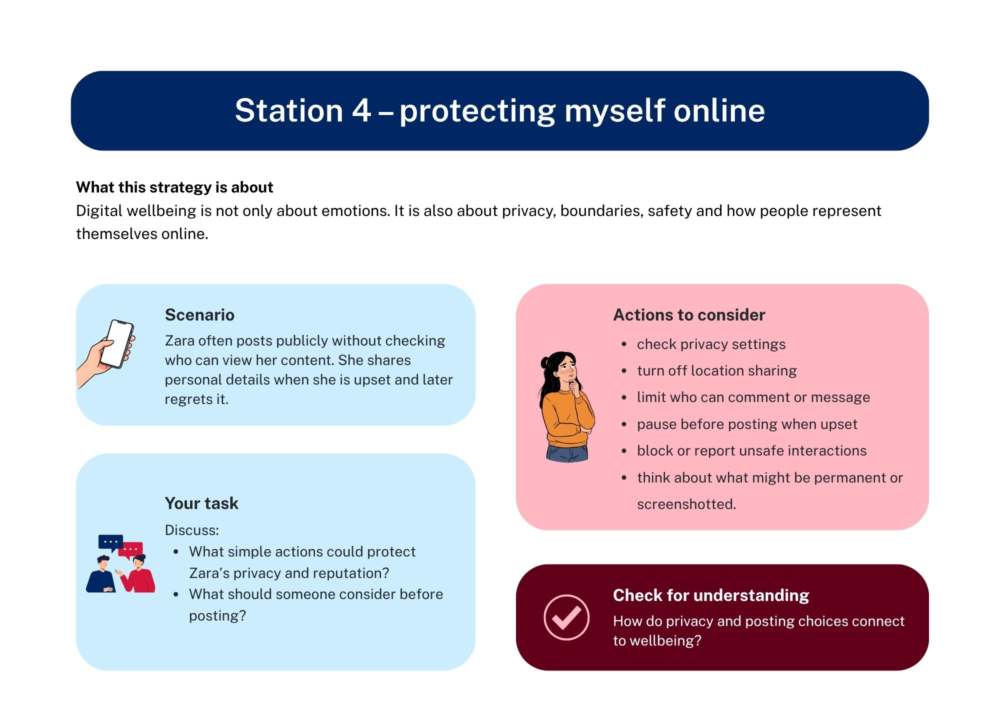 Station 4 – protecting myself online
What this strategy is about
Digital wellbeing is not only about emotions. It is also about privacy, boundaries, safety and how people represent
themselves online.
Scenario
Zara often posts publicly without checking
who can view her content. She shares
personal details when she is upset and later
regrets it.
Your task
Discuss:
• What simple actions could protect
Zara’s privacy and reputation?
• What should someone consider before
posting?
Actions to consider
• check privacy settings
• turn off location sharing
• limit who can comment or message
• pause before posting when upset
• block or report unsafe interactions
• think about what might be permanent or
screenshotted.
Check for understanding
How do privacy and posting choices connect
to wellbeing?